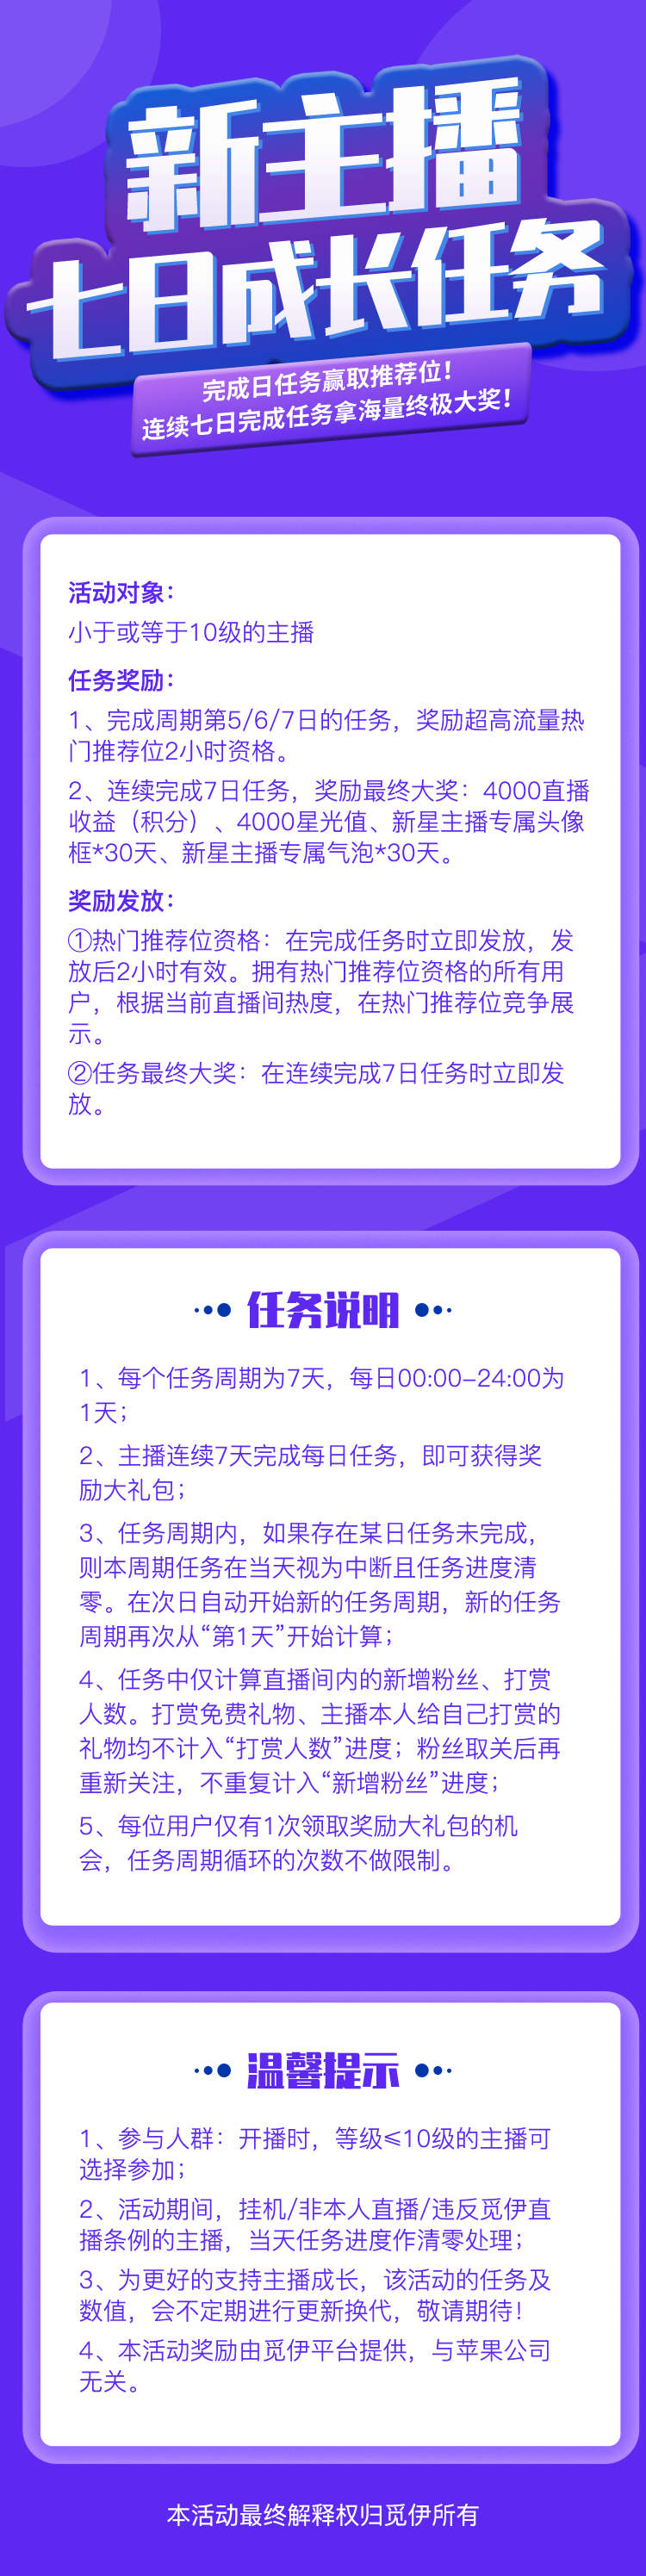 新主播
七日成长任务
完成日任务赢取推荐位！
连续七日完成任务拿海量终极大奖！
活动对象：
小于或等于10级的主播
任务奖励：
1、完成周期第5/6/7日的任务，奖励超高流量热
门推荐位2小时资格。
2、连续完成7日任务，奖励最终大奖：4000直播
收益（积分）、4000星光值、新星主播专属头像
框*30天、新星主播专属气泡*30天。
奖励发放：
①热门推荐位资格：在完成任务时立即发放，发
放后2小时有效。拥有热门推荐位资格的所有用
户，根据当前直播间热度，在热门推荐位竞争展
示。
②任务最终大奖：在连续完成7日任务时立即发
放。
任务说明
1、每个任务周期为7天，每日00:00-24:00为
1天；
2、主播连续7天完成每日任务，即可获得奖
励大礼包；
3、任务周期内，如果存在某日任务未完成，
则本周期任务在当天视为中断且任务进度清
零。在次日自动开始新的任务周期，新的任务
周期再次从“第1天”开始计算；
4、任务中仅计算直播间内的新增粉丝、打赏
人数。打赏免费礼物、主播本人给自己打赏的
礼物均不计入“打赏人数”进度；粉丝取关后再
重新关注，不重复计入“新增粉丝”进度；
5、每位用户仅有1次领取奖励大礼包的机
会，任务周期循环的次数不做限制。
温馨提示
1、参与人群：开播时，等级≤10级的主播可
选择参加；
2、活动期间，挂机/非本人直播/违反觅伊直
播条例的主播，当天任务进度作清零处理；
3、为更好的支持主播成长，该活动的任务及
数值，会不定期进行更新换代，敬请期待！
4、本活动奖励由觅伊平台提供，与苹果公司
无关。
本活动最终解释权归觅伊所有